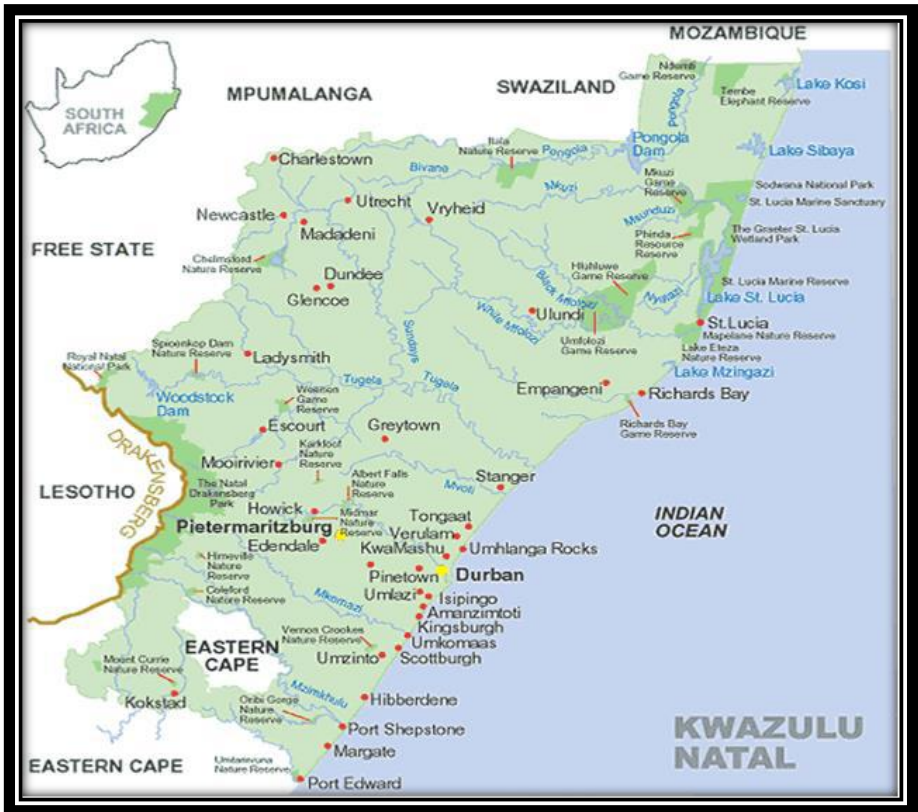 MOZAMBIQUE
SWAZILAND
MPUMALANGA
SOUTH
AFRICA
Ndumu
Game Reserve
Tembe
Elephant Reserve
Lake Kosi
Pongola
Charlestown
Itala
Nature Reserve
Pongola
Pongola
Dam
Lake Sibaya
Bivane
Mkuzi
Mkuzi
Game
Reserve
Sodwana National Park
St. Lucia Marine Sanctuary
Newcastle
Utrecht
Vryheid
Madadeni
Msunduzi
Phinda
Resource
Reserve
The Graeter St. Lucia
Wetland Park
FREE STATE
Chelmsford
Nature Reserve
Dundee
Glencoe
Hluhluwe
Game Reserve
Black Mfolozi
Nyalazi
St. Lucia Marine Reserve
Lake St. Lucia
White Mfolozi
Ulundi
Umfolozi
Game Reserve
St.Lucia
Mapelane Nature Reserve
Lake Eteza
Nature Reserve
Lake Mzingazi
Sundays
Spioenkop Dam
Nature Reserve
Royal Natal
National Park
Ladysmith
Tugela
Tugela
Woodstock
Dam
Weenen
Game
Reserve
Empangeni
Richards Bay
Richards Bay
Game Reserve
Escourt
Greytown
Karkloof
Nature
Reserve
Mooirivier
Albert Falls
Nature
Reserve
Stanger
Mvoti
DRAKENSBERG
LESOTHO
The Natal
Drakensberg
Park
Howick
Midmar
Nature
Reserve
Pietermaritzburg
Edendale
Tongaat
Verulam
KwaMashu
Umhlanga Rocks
INDIAN
OCEAN
Himeville
Nature
Reserve
Coleford
Nature Reserve
Pinetown
Durban
Umlazi
Isipingo
Amanzimtoti
Kingsburgh
Mkomazi
Umkomaas
Vernon Crookes
Nature Reserve
Umzinto
Scottburgh
EASTERN
CAPE
Mount Currie
Nature Reserve
Kokstad
Mzimkhulu
Oribi Gorge
Nature
Reserve
Hibberdene
Port Shepstone
Margate
KWAZULU
NATAL
EASTERN CAPE
Nature Reserve
Port Edward